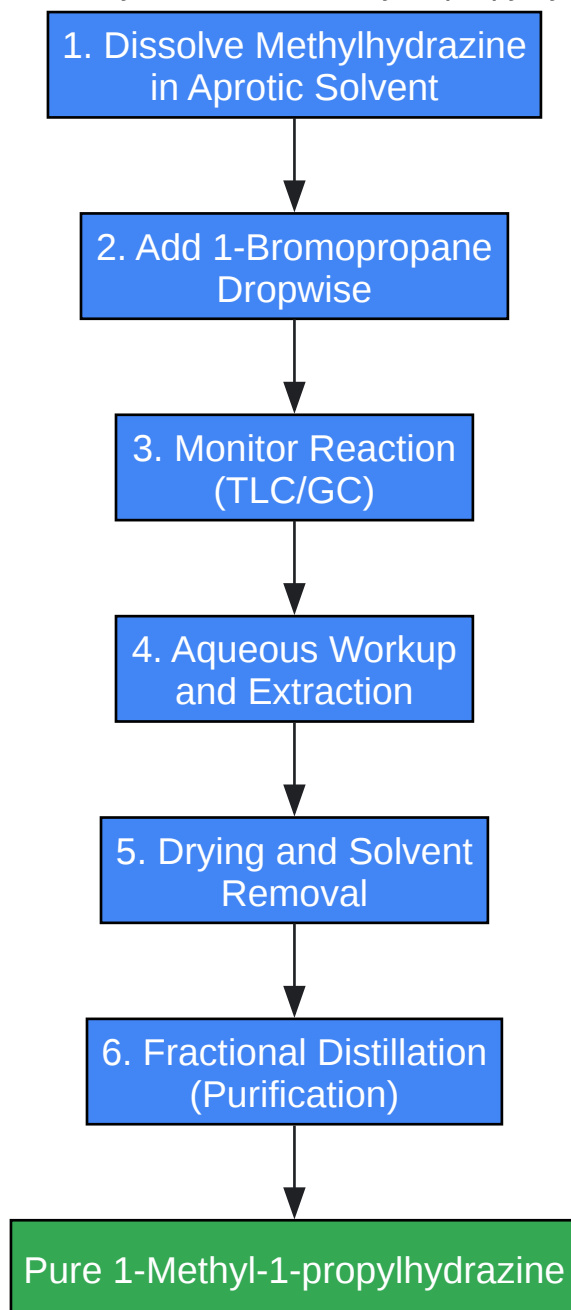 1. Dissolve Methylhydrazine
in Aprotic Solvent
2. Add 1-Bromopropane
Dropwise
3. Monitor Reaction
(TLC/GC)
4. Aqueous Workup
and Extraction
5. Drying and Solvent
Removal
6. Fractional Distillation
(Purification)
Pure 1-Methyl-1-propylhydrazine